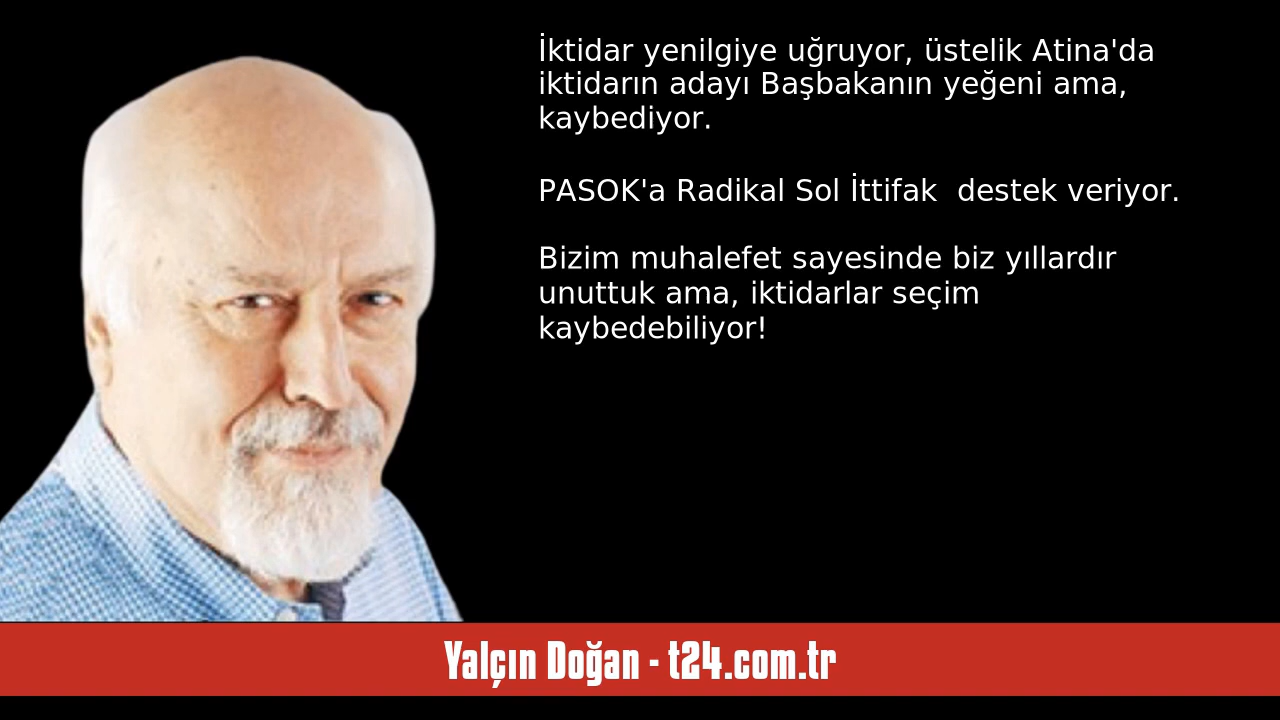 İktidar yenilgiye uğruyor, üstelik Atina'da
iktidarın adayı Başbakanın yeğeni ama,
kaybediyor.
PASOK'a Radikal Sol İttifak  destek veriyor.
Bizim muhalefet sayesinde biz yıllardır
unuttuk ama, iktidarlar seçim
kaybedebiliyor!
Yalçın Doğan - t24.com.tr